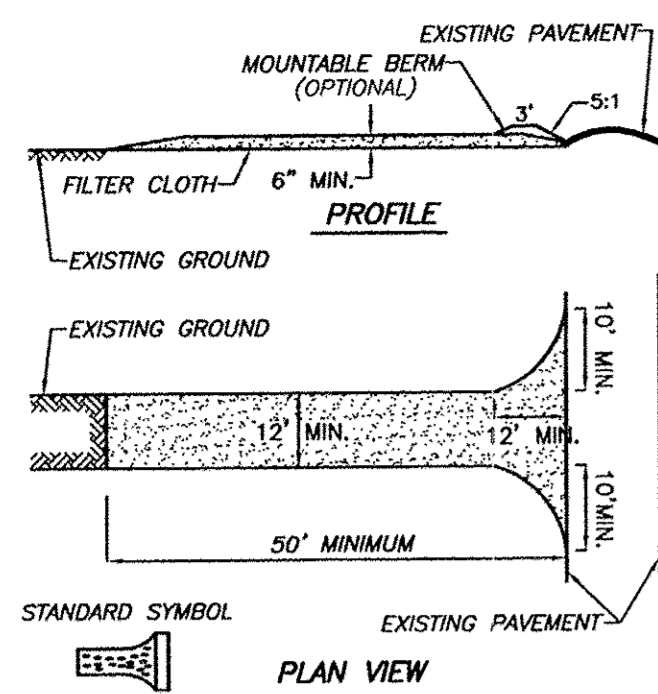 EXISTING PAVEMENT
MOUNTABLE BERM
(OPTIONAL)
3'
5:1
FILTER CLOTH
6" MIN.
PROFILE
EXISTING GROUND
EXISTING GROUND
10' MIN.
12' MIN.
12' MIN.
10' MIN.
50' MINIMUM
STANDARD SYMBOL
EXISTING PAVEMENT
PLAN VIEW